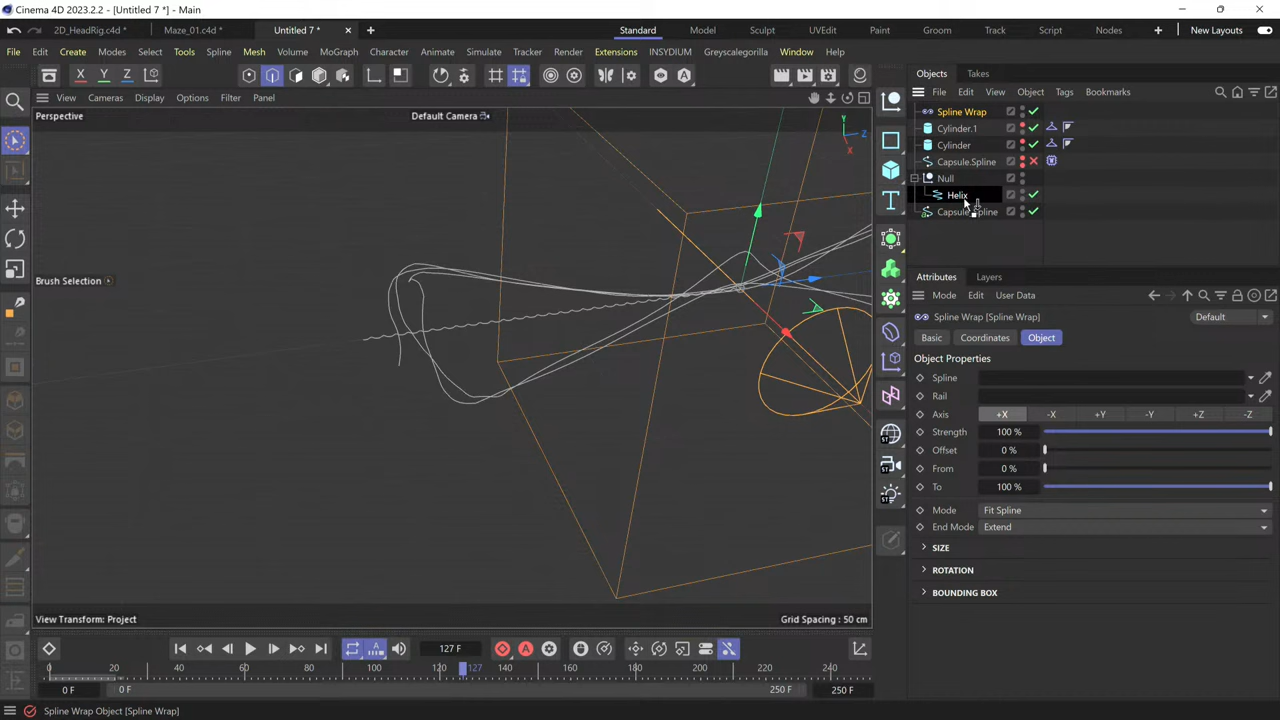 Cinema 4D 2023.2.2 - [Untitled 7 *] - Main
2D_HeadRig.c4d *
Maze_01.c4d *
Untitled 7 *
Standard
Model
Sculpt
UVEdit
Paint
Groom
Track
Script
Nodes
New Layouts
File Edit Create Modes Select Tools Spline Mesh Volume MoGraph Character Animate Simulate Tracker Render Extensions INSYDIUM Greyscalegorilla Window Help
X Y Z
View Cameras Display Options Filter Panel
Perspective
Default Camera
Y
Z
X
Brush Selection
View Transform: Project
Grid Spacing : 50 cm
Objects Takes
File Edit View Object Tags Bookmarks
Spline Wrap
Cylinder.1
Cylinder
Capsule.Spline
Null
Helix
ST
ST
ST
Attributes Layers
Mode Edit User Data
Spline Wrap [Spline Wrap]
Default
Basic Coordinates Object
Object Properties
Spline
Rail
Axis +X -X +Y -Y +Z -Z
Strength 100 %
Offset 0 %
From 0 %
To 100 %
Mode Fit Spline
End Mode Extend
SIZE
ROTATION
BOUNDING BOX
127 F
0 20 40 60 80 100 120 127 140 160 180 200 220 240
0 F 0 F 250 F 250 F
Spline Wrap Object [Spline Wrap]